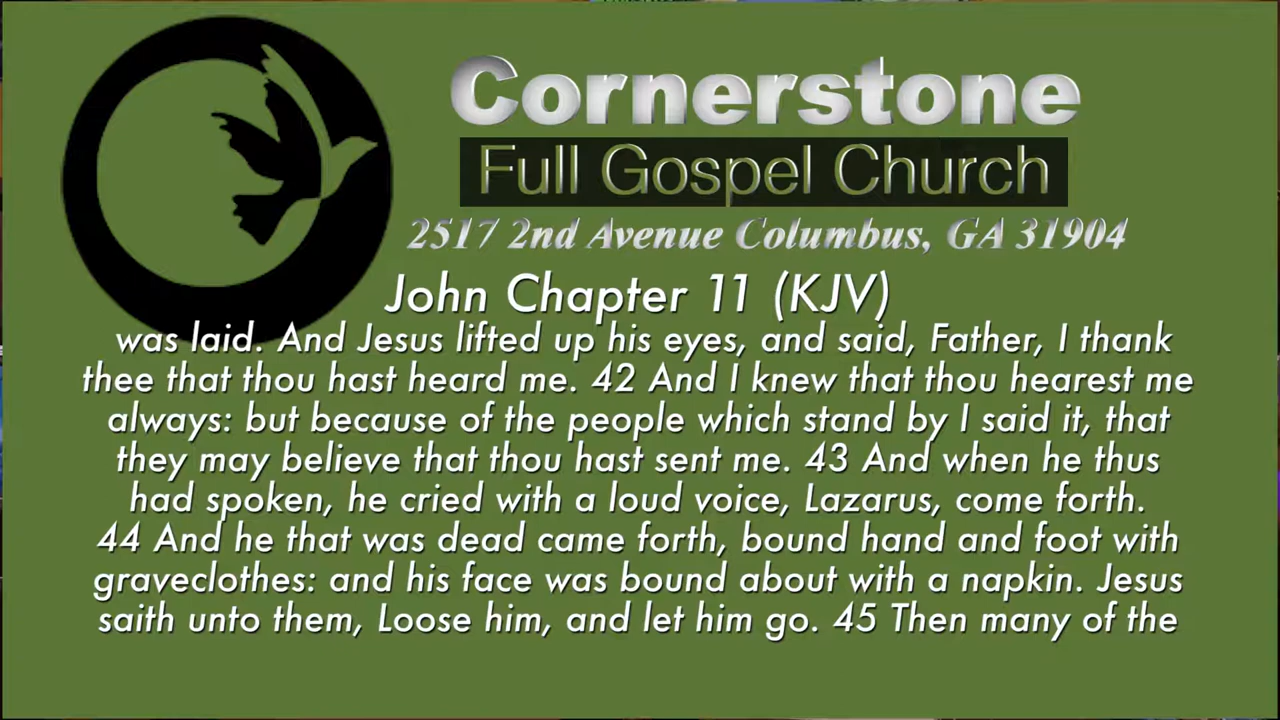 Cornerstone
Full Gospel Church
2517 2nd Avenue Columbus, GA 31904
John Chapter 11 (KJV)
was laid. And Jesus lifted up his eyes, and said, Father, I thank
thee that thou hast heard me. 42 And I knew that thou hearest me
always: but because of the people which stand by I said it, that
they may believe that thou hast sent me. 43 And when he thus
had spoken, he cried with a loud voice, Lazarus, come forth.
44 And he that was dead came forth, bound hand and foot with
graveclothes: and his face was bound about with a napkin. Jesus
saith unto them, Loose him, and let him go. 45 Then many of the